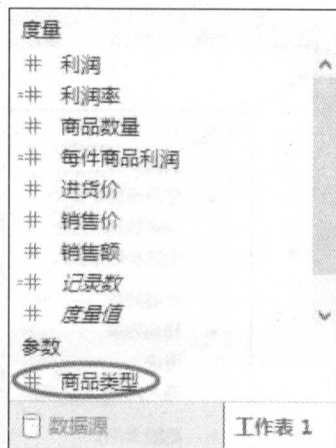 度量
# 利润
=# 利润率
# 商品数量
=# 每件商品利润
# 进货价
# 销售价
# 销售额
=# 记录数
# 度量值
参数
# 商品类型
数据源
工作表 1